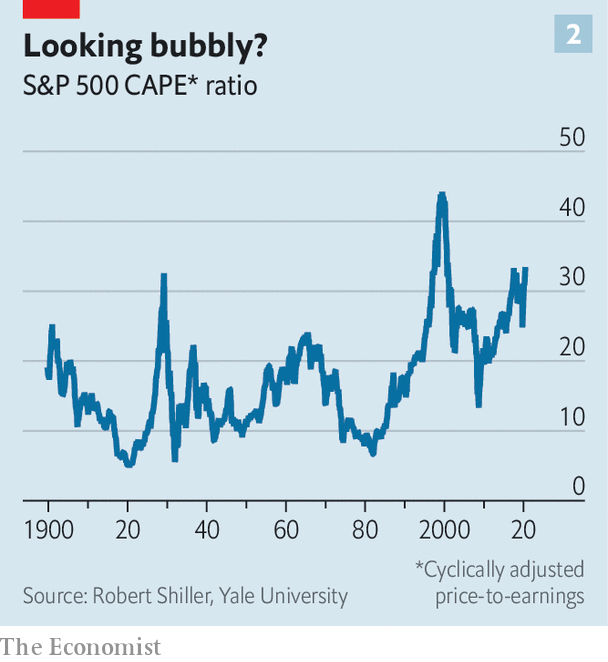 Looking bubbly?
2
S&P 500 CAPE* ratio
50
40
30
20
10
0
1900 20 40 60 80 2000 20
*Cyclically adjusted
price-to-earnings
Source: Robert Shiller, Yale University
The Economist